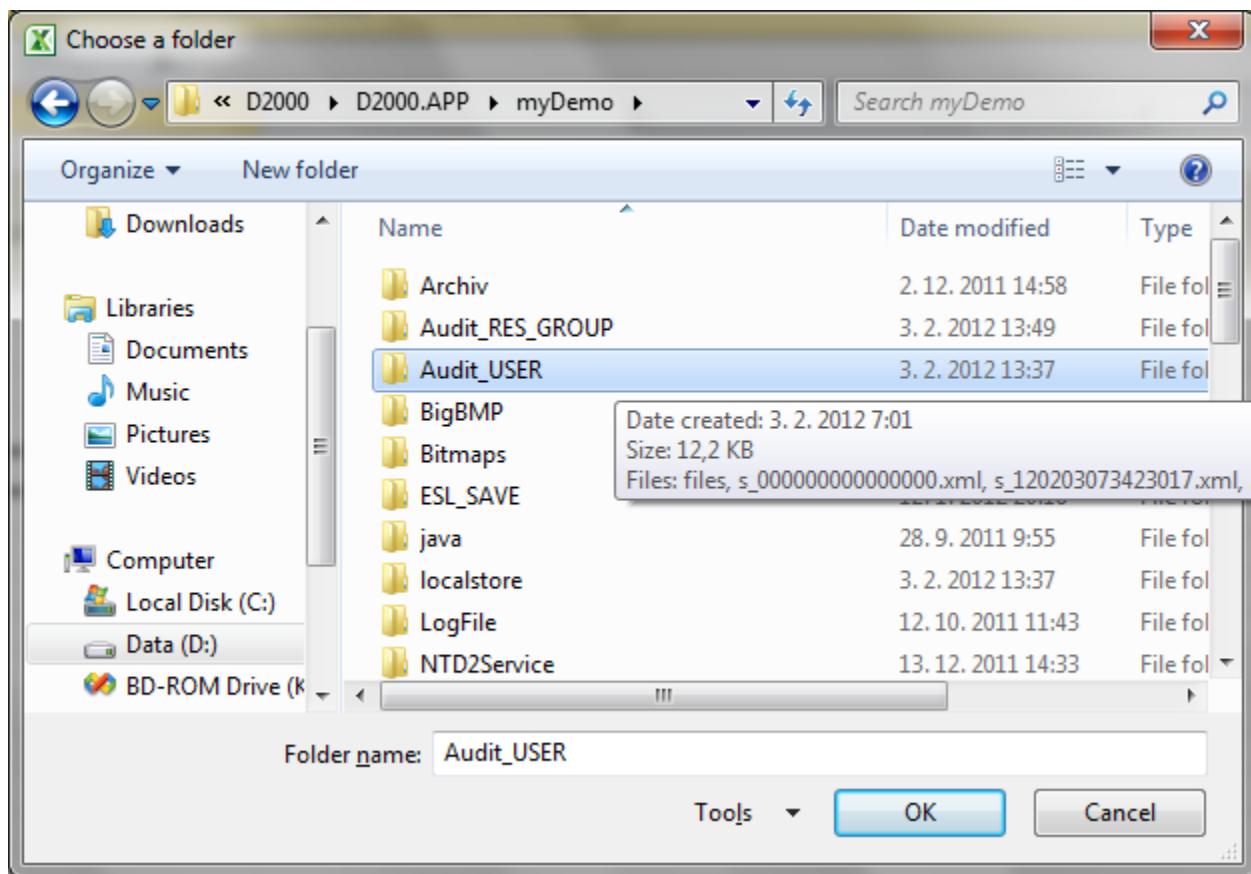 Choose a folder
« D2000 ▸ D2000.APP ▸ myDemo ▸ Search myDemo
Organize New folder
Downloads
Libraries
Documents
Music
Pictures
Videos
Computer
Local Disk (C:)
Data (D:)
BD-ROM Drive (K
Name Date modified Type
Archiv 2. 12. 2011 14:58 File fol
Audit_RES_GROUP 3. 2. 2012 13:49 File fol
Audit_USER 3. 2. 2012 13:37 File fol
BigBMP
Bitmaps
ESL_SAVE
java 28. 9. 2011 9:55 File fol
localstore 3. 2. 2012 13:37 File fol
LogFile 12. 10. 2011 11:43 File fol
NTD2Service 13. 12. 2011 14:33 File fol
Date created: 3. 2. 2012 7:01
Size: 12,2 KB
Files: files, s_000000000000000.xml, s_120203073423017.xml,
Folder name: Audit_USER
Tools OK Cancel